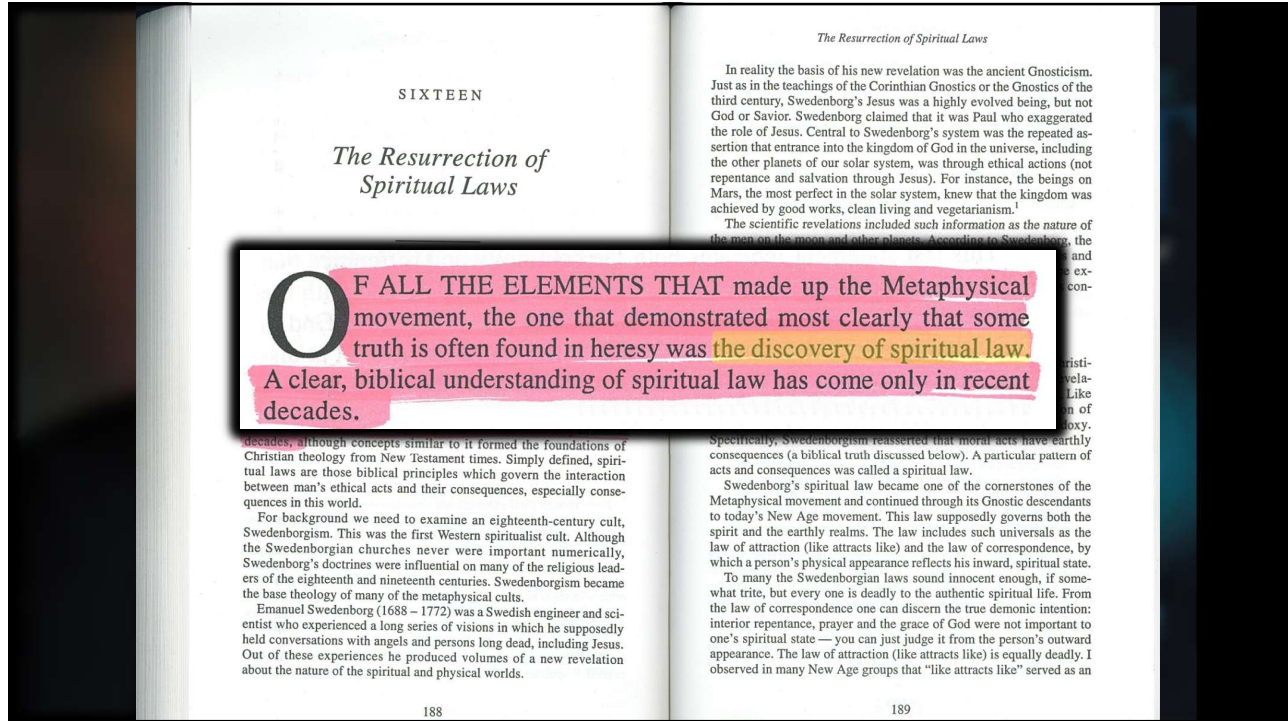 SIXTEEN
The Resurrection of
Spiritual Laws
OF ALL THE ELEMENTS THAT made up the Metaphysical
movement, the one that demonstrated most clearly that some
truth is often found in heresy was the discovery of spiritual law.
A clear, biblical understanding of spiritual law has come only in recent
decades.
decades, although concepts similar to it formed the foundations of
Christian theology from New Testament times. Simply defined, spiri-
tual laws are those biblical principles which govern the interaction
between man's ethical acts and their consequences, especially conse-
quences in this world.
For background we need to examine an eighteenth-century cult,
Swedenborgism. This was the first Western spiritualist cult. Although
the Swedenborgian churches never were important numerically,
Swedenborg's doctrines were influential on many of the religious lead-
ers of the eighteenth and nineteenth centuries. Swedenborgism became
the base theology of many of the metaphysical cults.
Emanuel Swedenborg (1688 – 1772) was a Swedish engineer and sci-
entist who experienced a long series of visions in which he supposedly
held conversations with angels and persons long dead, including Jesus.
Out of these experiences he produced volumes of a new revelation
about the nature of the spiritual and physical worlds.
188
The Resurrection of Spiritual Laws
In reality the basis of his new revelation was the ancient Gnosticism.
Just as in the teachings of the Corinthian Gnostics or the Gnostics of the
third century, Swedenborg's Jesus was a highly evolved being, but not
God or Savior. Swedenborg claimed that it was Paul who exaggerated
the role of Jesus. Central to Swedenborg's system was the repeated as-
sertion that entrance into the kingdom of God in the universe, including
the other planets of our solar system, was through ethical actions (not
repentance and salvation through Jesus). For instance, the beings on
Mars, the most perfect in the solar system, knew that the kingdom was
achieved by good works, clean living and vegetarianism.1
The scientific revelations included such information as the nature of
the men on the moon and other planets. According to Swedenborg, the
and
ex-
con-
risti-
vela-
Like
of
doxy.
Specifically, Swedenborgism reasserted that moral acts have earthly
consequences (a biblical truth discussed below). A particular pattern of
acts and consequences was called a spiritual law.
Swedenborg's spiritual law became one of the cornerstones of the
Metaphysical movement and continued through its Gnostic descendants
to today's New Age movement. This law supposedly governs both the
spirit and the earthly realms. The law includes such universals as the
law of attraction (like attracts like) and the law of correspondence, by
which a person's physical appearance reflects his inward, spiritual state.
To many the Swedenborgian laws sound innocent enough, if some-
what trite, but every one is deadly to the authentic spiritual life. From
the law of correspondence one can discern the true demonic intention:
interior repentance, prayer and the grace of God were not important to
one's spiritual state — you can just judge it from the person's outward
appearance. The law of attraction (like attracts like) is equally deadly. I
observed in many New Age groups that “like attracts like” served as an
189